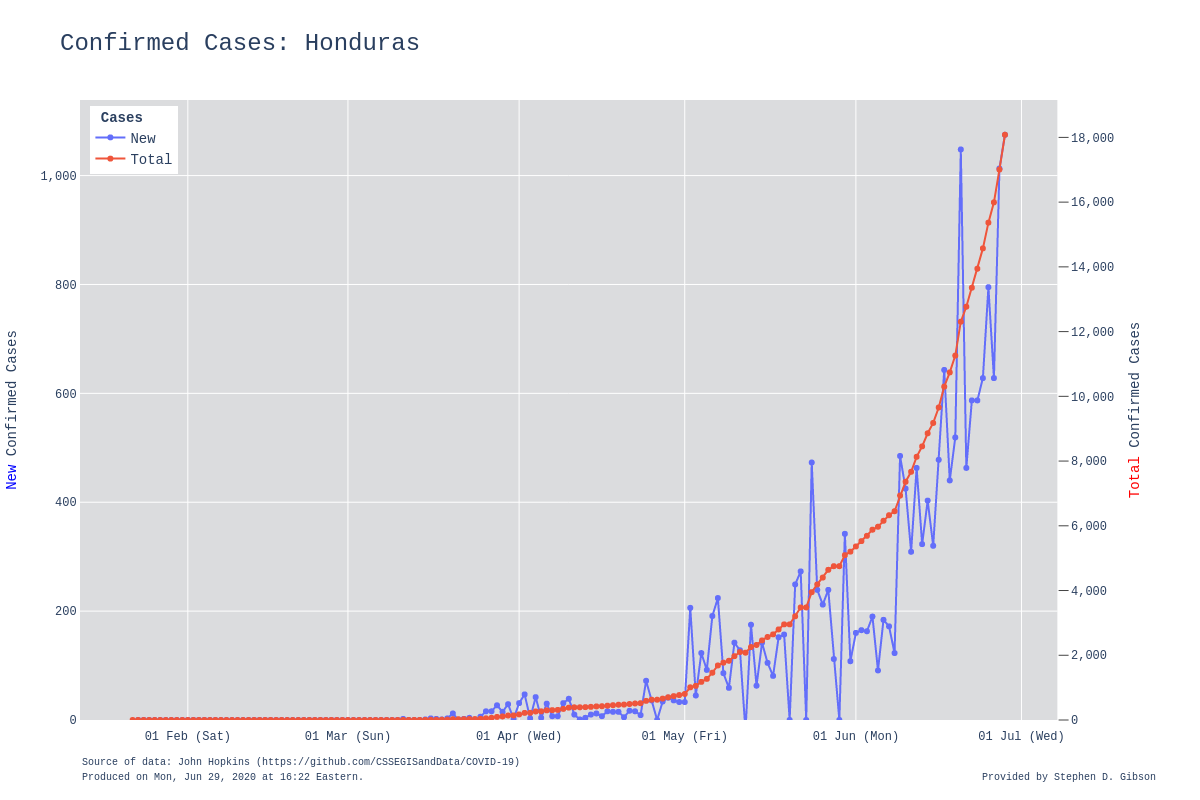 Confirmed Cases: Honduras
Cases
New
Total
1,000
800
600
400
200
0
New Confirmed Cases
18,000
16,000
14,000
12,000
10,000
8,000
6,000
4,000
2,000
0
Total Confirmed Cases
01 Feb (Sat)
01 Mar (Sun)
01 Apr (Wed)
01 May (Fri)
01 Jun (Mon)
01 Jul (Wed)
Source of data: John Hopkins (https://github.com/CSSEGISandData/COVID-19)
Produced on Mon, Jun 29, 2020 at 16:22 Eastern.
Provided by Stephen D. Gibson